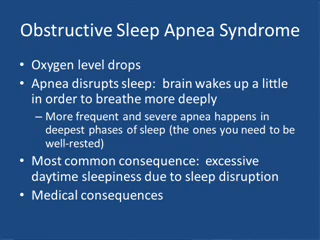 Obstructive Sleep Apnea Syndrome
• Oxygen level drops
• Apnea disrupts sleep: brain wakes up a little
in order to breathe more deeply
– More frequent and severe apnea happens in
deepest phases of sleep (the ones you need to be
well-rested)
• Most common consequence: excessive
daytime sleepiness due to sleep disruption
• Medical consequences